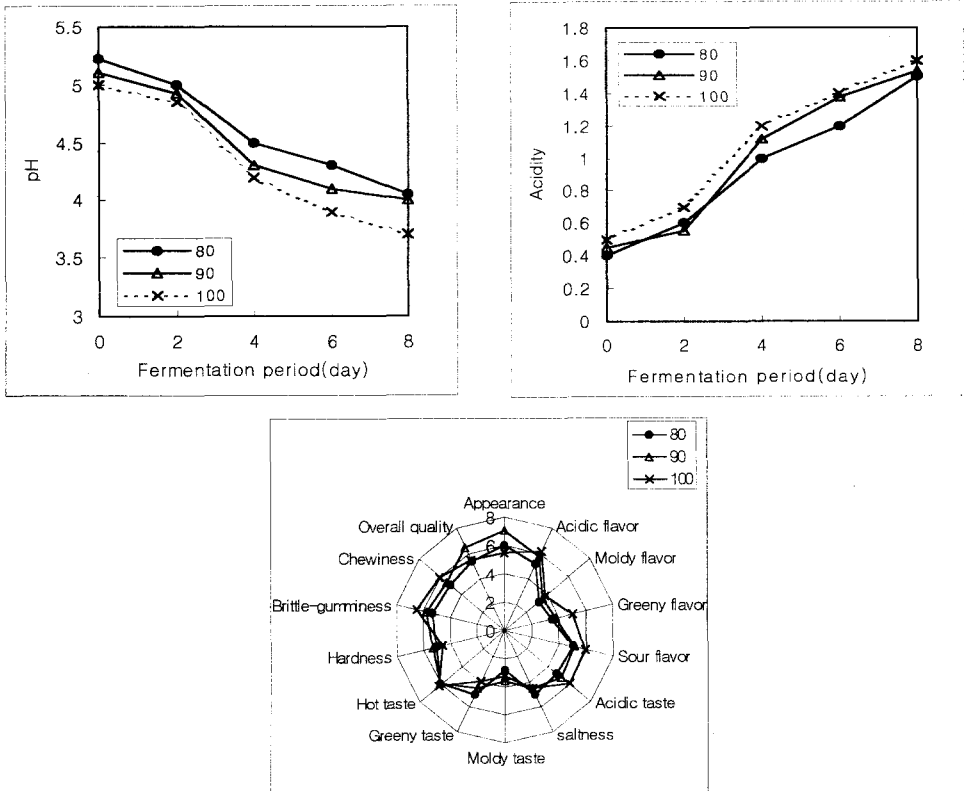 5.5
5
4.5
4
3.5
3
pH
80
90
100
0 2 4 6 8
Fermentation period(day)
1.8
1.6
1.4
1.2
1
0.8
0.6
0.4
0.2
0
Acidity
80
90
100
0 2 4 6 8
Fermentation period(day)
80
90
100
Appearance
Acidic flavor
Moldy flavor
Greeny flavor
Sour flavor
Acidic taste
saltness
Moldy taste
Greeny taste
Hot taste
Hardness
Brittle-gumminess
Chewiness
Overall quality
8
6
4
2
0